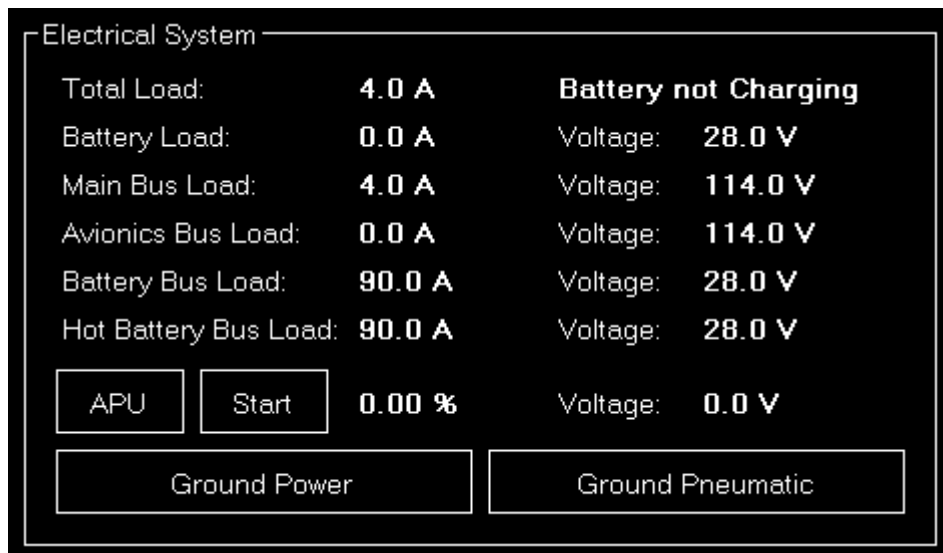 Electrical System
Total Load: 4.0 A Battery not Charging
Battery Load: 0.0 A Voltage: 28.0 V
Main Bus Load: 4.0 A Voltage: 114.0 V
Avionics Bus Load: 0.0 A Voltage: 114.0 V
Battery Bus Load: 90.0 A Voltage: 28.0 V
Hot Battery Bus Load: 90.0 A Voltage: 28.0 V
APU Start 0.00 % Voltage: 0.0 V
Ground Power Ground Pneumatic